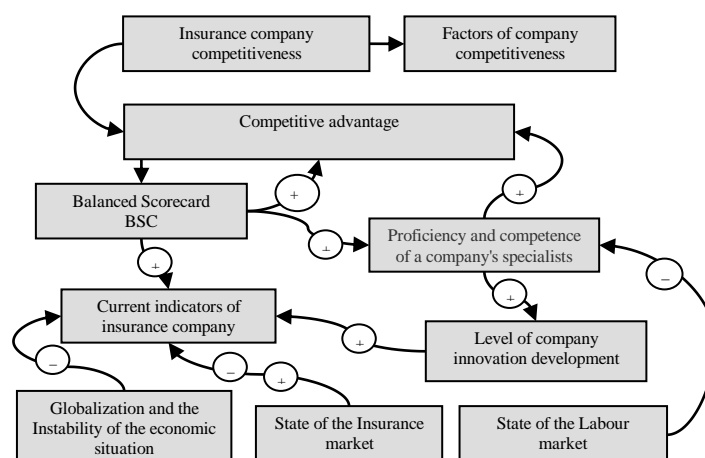 Insurance company
competitiveness
Factors of company
competitiveness
Competitive advantage
+
Balanced Scorecard
BSC
+
+
Proficiency and competence
of a company's specialists
+
−
+
Current indicators of
insurance company
+
Level of company
innovation development
−
−
+
Globalization and the
Instability of the economic
situation
State of the Insurance
market
State of the Labour
market